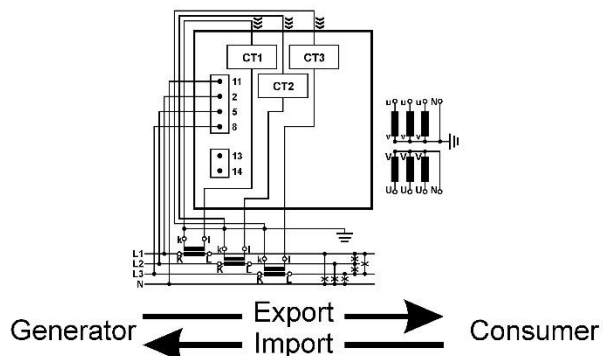 CT1
CT3
CT2
11
2
5
8
13
14
u u u N
v v v
V V V
U U U N
k l k l k l
L1
L2
L3
N
K L K L K L
Export
Generator Consumer
Import